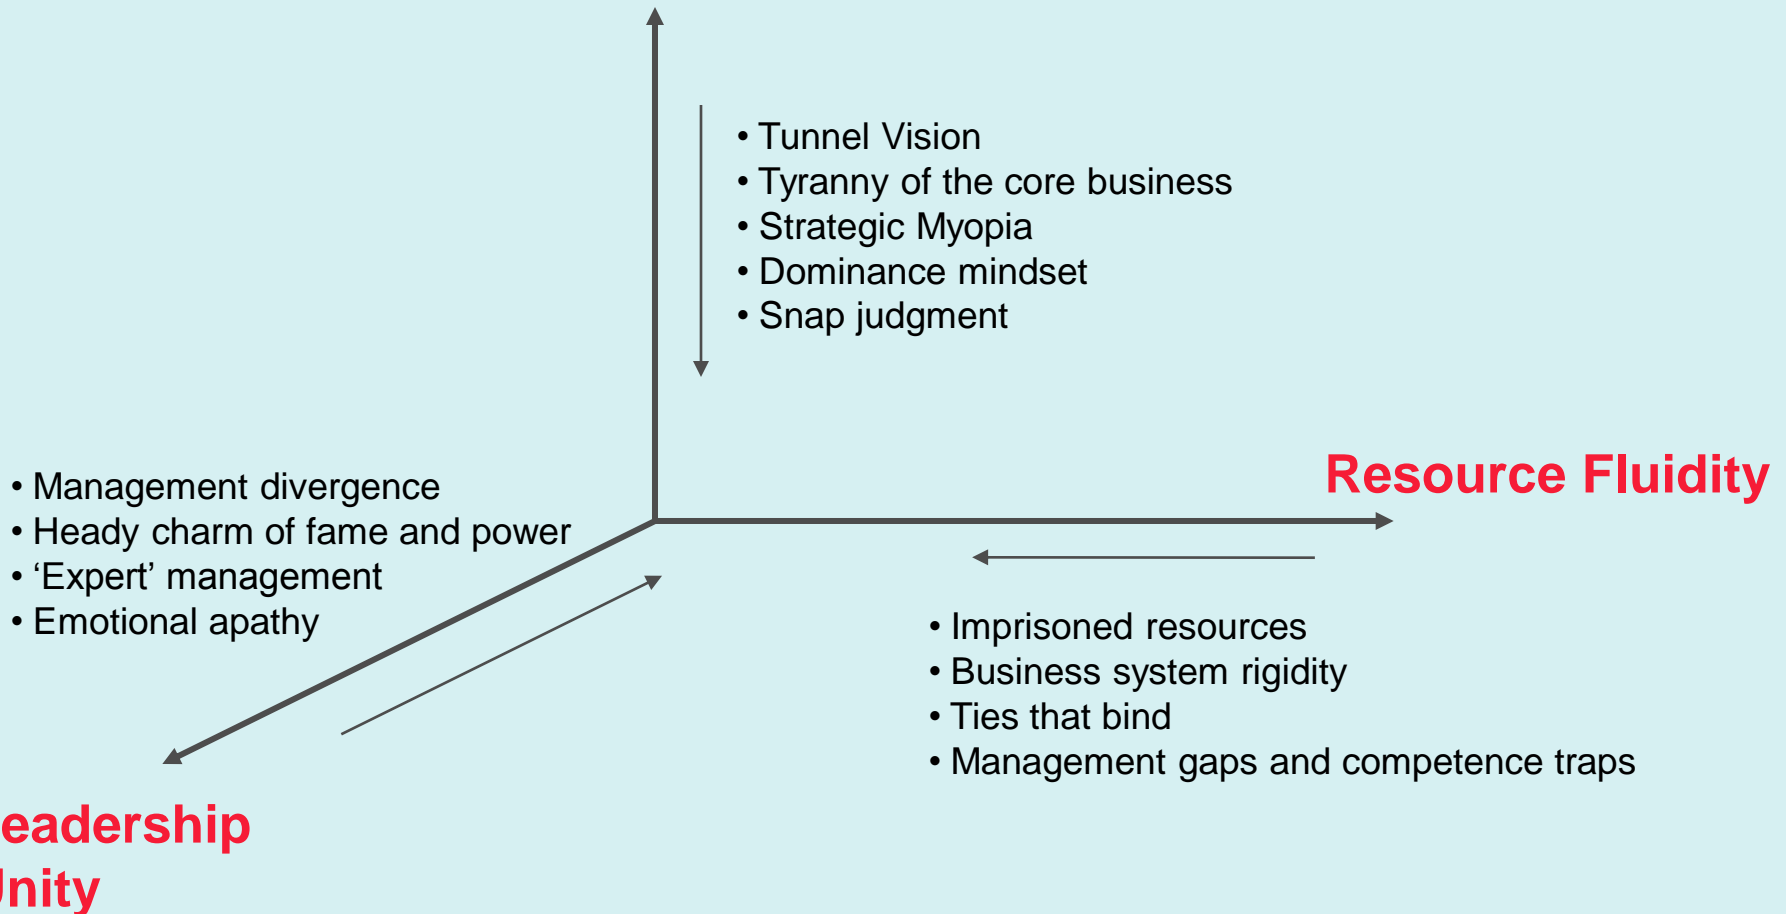 • Tunnel Vision
• Tyranny of the core business
• Strategic Myopia
• Dominance mindset
• Snap judgment
Resource Fluidity
• Management divergence
• Heady charm of fame and power
• ‘Expert’ management
• Emotional apathy
• Imprisoned resources
• Business system rigidity
• Ties that bind
• Management gaps and competence traps
eadership
Unity